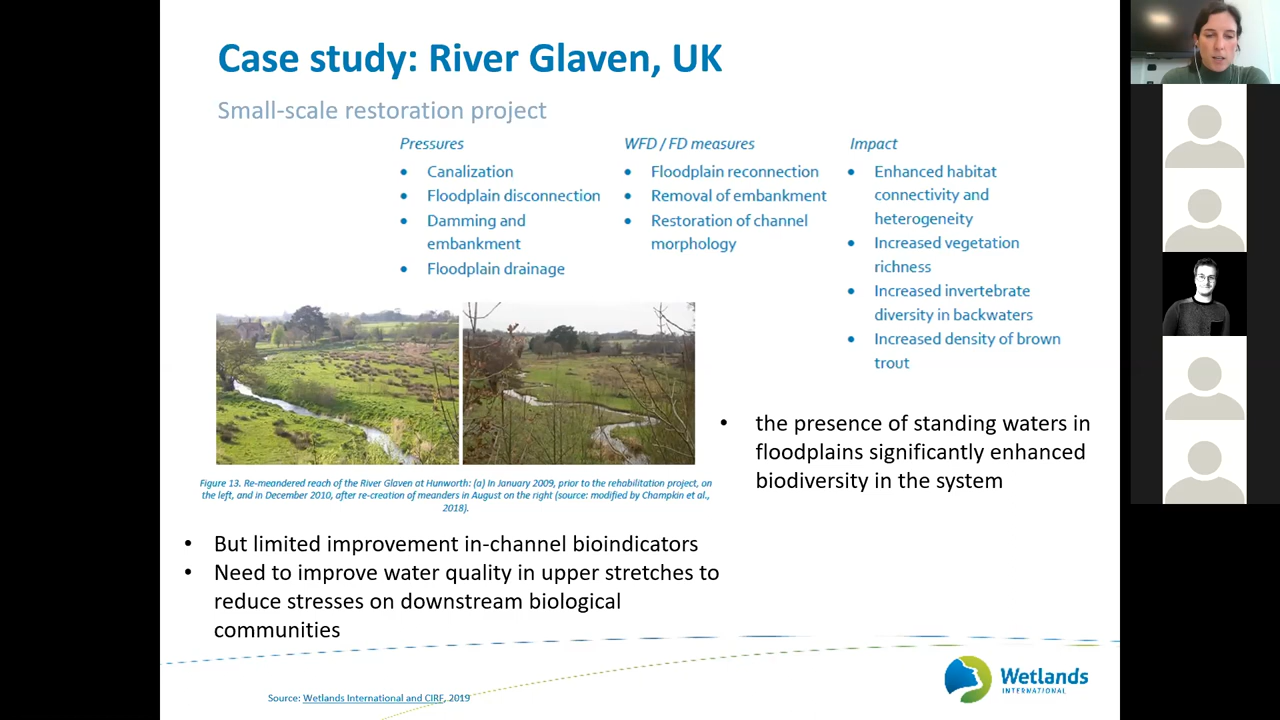 Case study: River Glaven, UK
Small-scale restoration project
Pressures
• Canalization
• Floodplain disconnection
• Damming and
embankment
• Floodplain drainage
WFD / FD measures
• Floodplain reconnection
• Removal of embankment
• Restoration of channel
morphology
Impact
• Enhanced habitat
connectivity and
heterogeneity
• Increased vegetation
richness
• Increased invertebrate
diversity in backwaters
• Increased density of brown
trout
Figure 13. Re-meandered reach of the River Glaven at Hunworth: (a) In January 2009, prior to the rehabilitation project, on
the left, and in December 2010, after re-creation of meanders in August on the right (source: modified by Champkin et al.,
2018).
• the presence of standing waters in
floodplains significantly enhanced
biodiversity in the system
• But limited improvement in-channel bioindicators
• Need to improve water quality in upper stretches to
reduce stresses on downstream biological
communities
Source: Wetlands International and CIRF, 2019
Wetlands
INTERNATIONAL